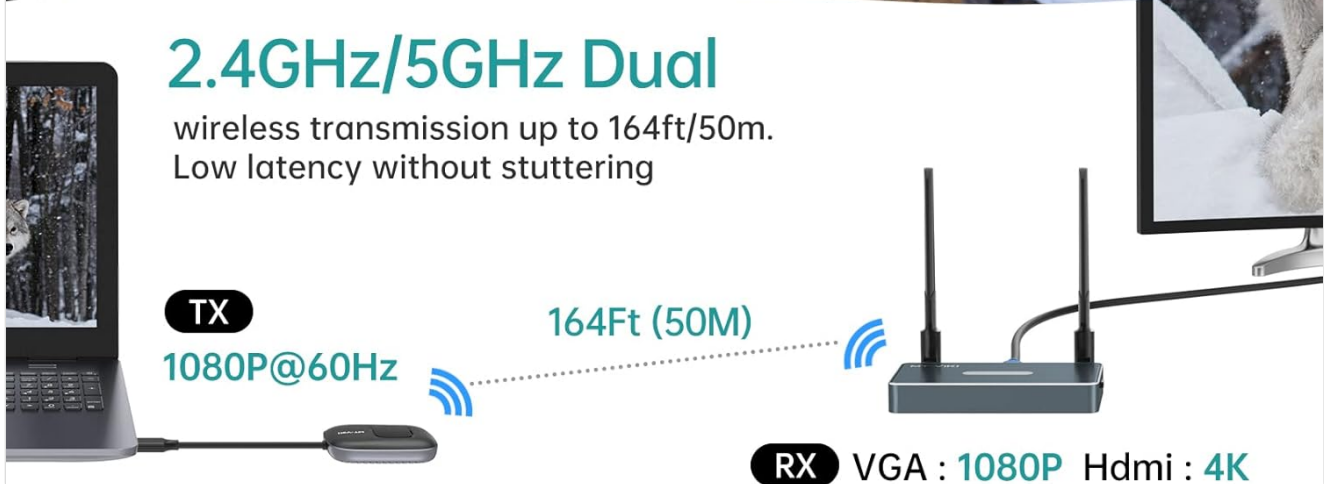 2.4GHz/5GHz Dual
wireless transmission up to 164ft/50m.
Low latency without stuttering
TX
1080P@60Hz
164Ft (50M)
RX VGA : 1080P Hdmi : 4K